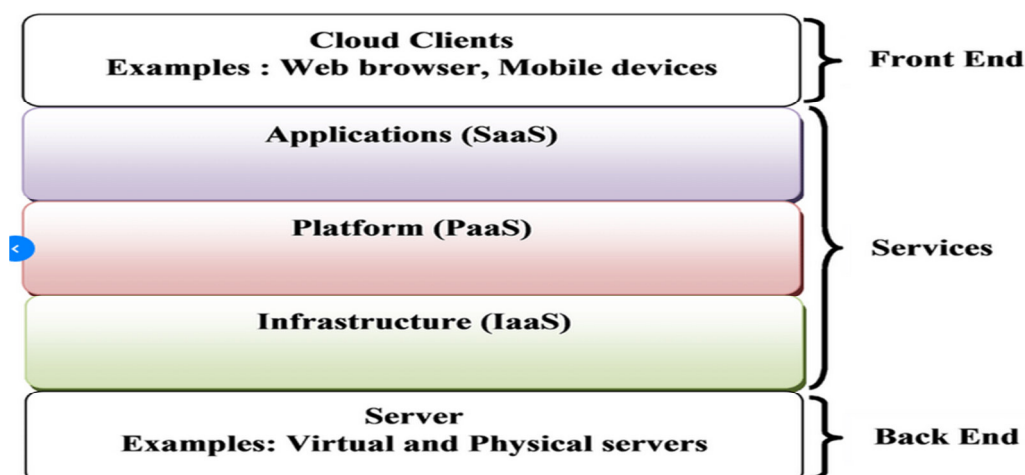 Cloud Clients
Examples : Web browser, Mobile devices
Front End
Applications (SaaS)
Platform (PaaS)
Services
Infrastructure (IaaS)
Server
Examples: Virtual and Physical servers
Back End